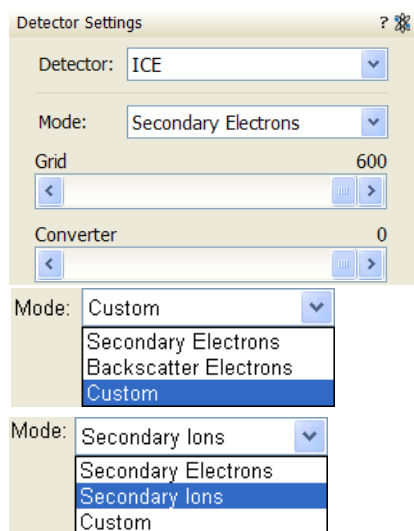 Detector Settings ?
Detector: ICE
Mode: Secondary Electrons
Grid 600
Converter 0
Mode: Custom
Secondary Electrons
Backscatter Electrons
Custom
Mode: Secondary Ions
Secondary Electrons
Secondary Ions
Custom